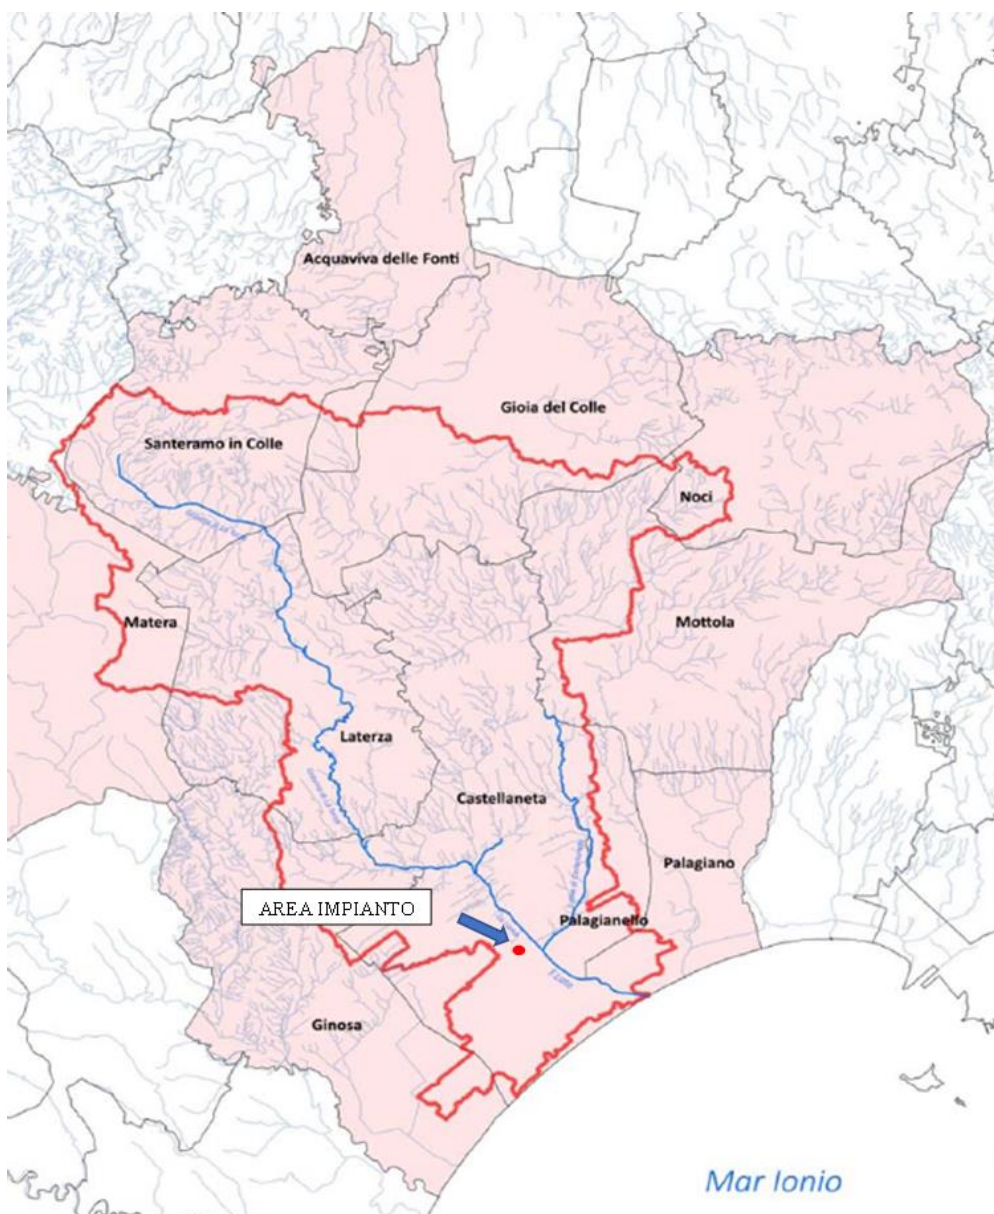 Acquaviva delle Fonti
Gioia del Colle
Santeramo in Colle
Noci
Matera
Mottola
Laterza
Castellaneta
Palagiano
AREA IMPIANTO
Palagianello
Ginosa
Mar Ionio